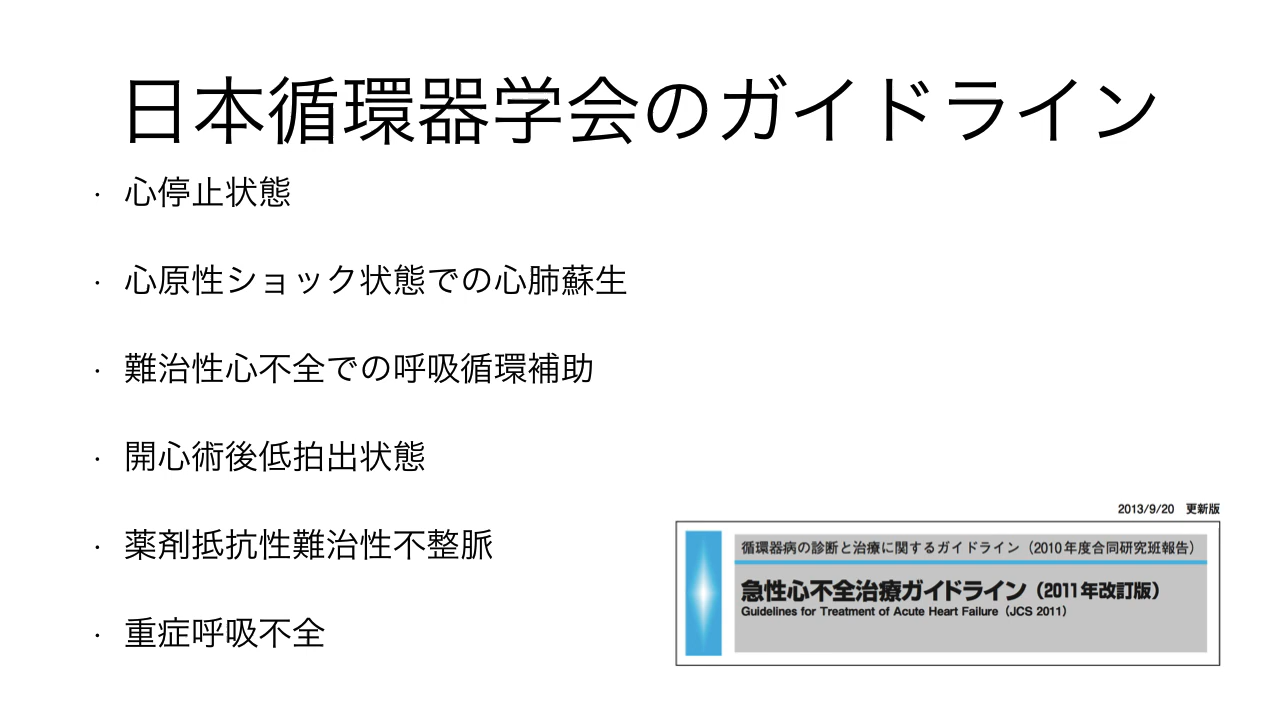 日本循環器学会のガイドライン
・ 心停止状態
・ 心原性ショック状態での心肺蘇生
・ 難治性心不全での呼吸循環補助
・ 開心術後低拍出状態
・ 薬剤抵抗性難治性不整脈
・ 重症呼吸不全
2013/9/20 更新版
循環器病の診断と治療に関するガイドライン（2010年度合同研究班報告）
急性心不全治療ガイドライン（2011年改訂版）
Guidelines for Treatment of Acute Heart Failure（JCS 2011）